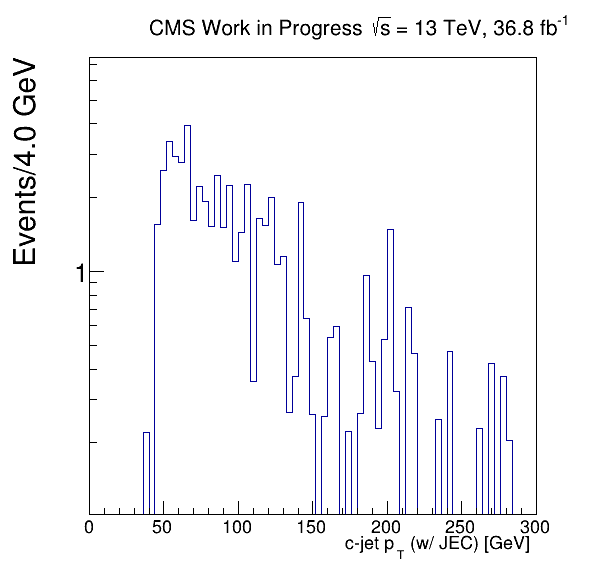 CMS Work in Progress √s = 13 TeV, 36.8 fb⁻¹
Events/4.0 GeV
1
0 50 100 150 200 250 300
c-jet p_T (w/ JEC) [GeV]